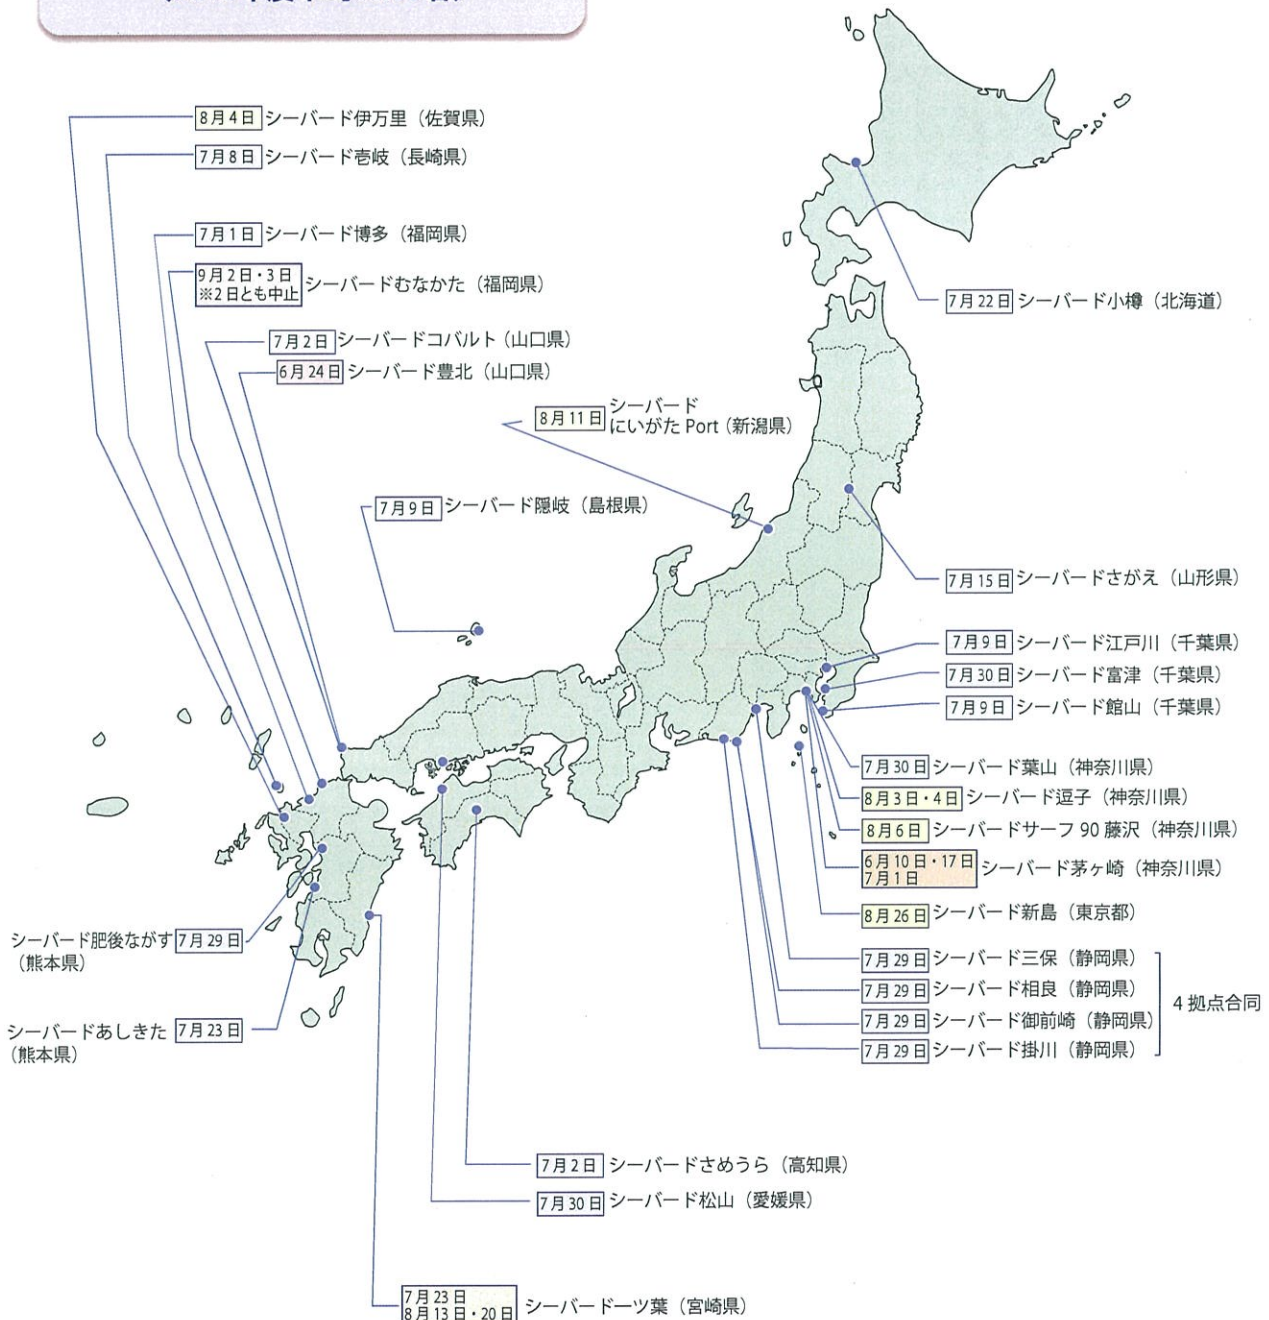 8月4日 シーバード伊万里（佐賀県）
7月8日 シーバード壱岐（長崎県）
7月1日 シーバード博多（福岡県）
9月2日・3日
※2日とも中止
シーバードむなかた（福岡県）
7月2日 シーバードコバルト（山口県）
6月24日 シーバード豊北（山口県）
8月11日
シーバード
にいがた Port（新潟県）
7月9日 シーバード隠岐（島根県）
7月22日 シーバード小樽（北海道）
7月15日 シーバードさがえ（山形県）
7月9日 シーバード江戸川（千葉県）
7月30日 シーバード富津（千葉県）
7月9日 シーバード館山（千葉県）
7月30日 シーバード葉山（神奈川県）
8月3日・4日 シーバード逗子（神奈川県）
8月6日 シーバードサーフ 90 藤沢（神奈川県）
6月10日・17日
7月1日
シーバード茅ヶ崎（神奈川県）
8月26日 シーバード新島（東京都）
7月29日 シーバード三保（静岡県）
7月29日 シーバード相良（静岡県）
7月29日 シーバード御前崎（静岡県）
7月29日 シーバード掛川（静岡県）
4 拠点合同
シーバード肥後ながす 7月29日
（熊本県）
シーバードあしきた 7月23日
（熊本県）
7月2日 シーバードさめうら（高知県）
7月30日 シーバード松山（愛媛県）
7月23日
8月13日・20日
シーバード一ツ葉（宮崎県）